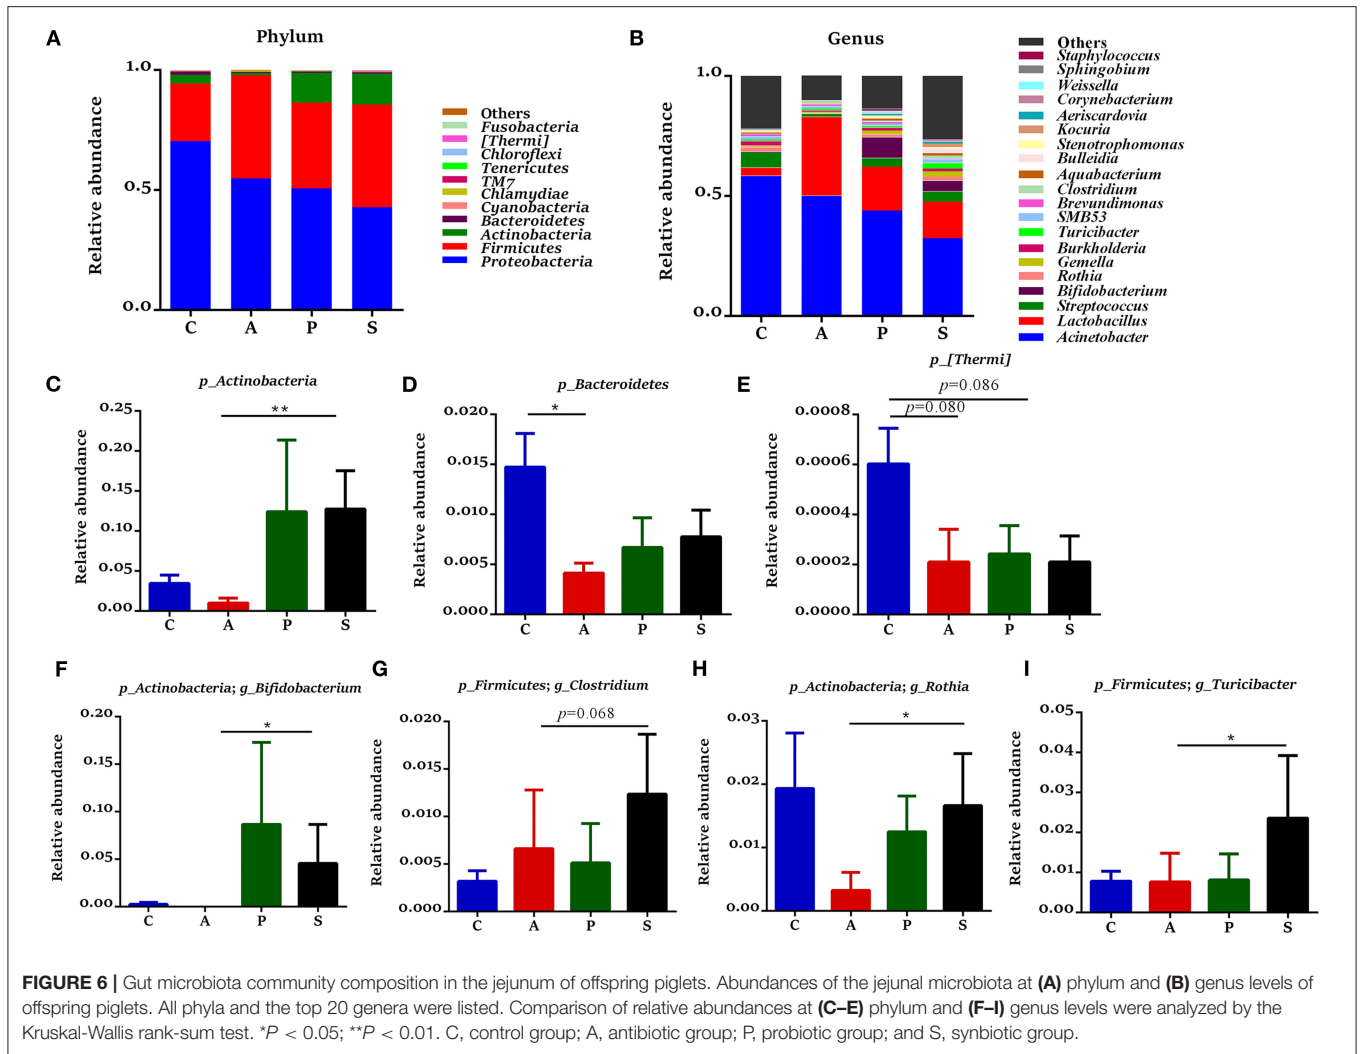 A
Phylum
Relative abundance
1.0
0.5
0.0
C A P S
Others
Fusobacteria
[Thermi]
Chloroflexi
Tenericutes
TM7
Chlamydiae
Cyanobacteria
Bacteroidetes
Actinobacteria
Firmicutes
Proteobacteria
B
Genus
Relative abundance
1.0
0.5
0.0
C A P S
Others
Staphylococcus
Sphingobium
Weissella
Corynebacterium
Aeriscardovia
Kocuria
Stenotrophomonas
Bulleidia
Aquabacterium
Clostridium
Brevundimonas
SMB53
Turicibacter
Burkholderia
Gemella
Rothia
Bifidobacterium
Streptococcus
Lactobacillus
Acinetobacter
C
p_Actinobacteria
Relative abundance
0.25
0.20
0.15
0.10
0.05
0.00
**
C A P S
D
p_Bacteroidetes
Relative abundance
0.020
0.015
0.010
0.005
0.000
*
C A P S
E
p_[Thermi]
Relative abundance
p=0.086
p=0.080
0.0008
0.0006
0.0004
0.0002
0.0000
C A P S
F
p_Actinobacteria; g_Bifidobacterium
Relative abundance
0.20
0.15
0.10
0.05
0.00
*
C A P S
G
p_Firmicutes; g_Clostridium
Relative abundance
p=0.068
0.020
0.015
0.010
0.005
0.000
C A P S
H
p_Actinobacteria; g_Rothia
Relative abundance
0.03
0.02
0.01
0.00
*
C A P S
I
p_Firmicutes; g_Turicibacter
Relative abundance
0.05
0.04
0.03
0.02
0.01
0.00
*
C A P S
FIGURE 6 | Gut microbiota community composition in the jejunum of offspring piglets. Abundances of the jejunal microbiota at (A) phylum and (B) genus levels of
offspring piglets. All phyla and the top 20 genera were listed. Comparison of relative abundances at (C–E) phylum and (F–I) genus levels were analyzed by the
Kruskal-Wallis rank-sum test. *P < 0.05; **P < 0.01. C, control group; A, antibiotic group; P, probiotic group; and S, synbiotic group.